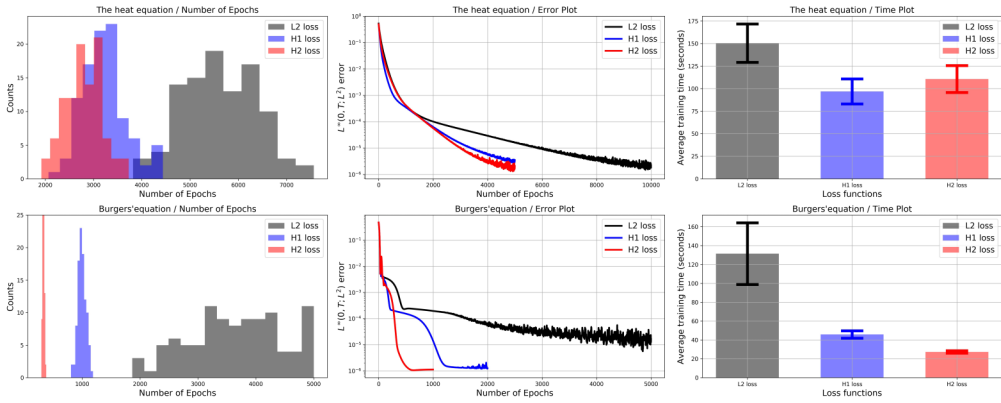 The heat equation / Number of Epochs
L2 loss
H1 loss
H2 loss
Counts
20
15
10
5
0
2000
3000
4000
5000
6000
7000
Number of Epochs
The heat equation / Error Plot
L2 loss
H1 loss
H2 loss
L^∞(0, T; L^2) error
10^0
10^-1
10^-2
10^-3
10^-4
10^-5
10^-6
0
2000
4000
6000
8000
10000
Number of Epochs
The heat equation / Time Plot
L2 loss
H1 loss
H2 loss
Average training time (seconds)
175
150
125
100
75
50
25
0
L2 loss
H1 loss
H2 loss
Loss functions
Burgers'equation / Number of Epochs
L2 loss
H1 loss
H2 loss
Counts
20
15
10
5
0
1000
2000
3000
4000
5000
Number of Epochs
Burgers'equation / Error Plot
L2 loss
H1 loss
H2 loss
L^∞(0, T; L^2) error
10^-1
10^-2
10^-3
10^-4
10^-5
10^-6
0
1000
2000
3000
4000
5000
Number of Epochs
Burgers'equation / Time Plot
L2 loss
H1 loss
H2 loss
Average training time (seconds)
160
140
120
100
80
60
40
20
0
L2 loss
H1 loss
H2 loss
Loss functions